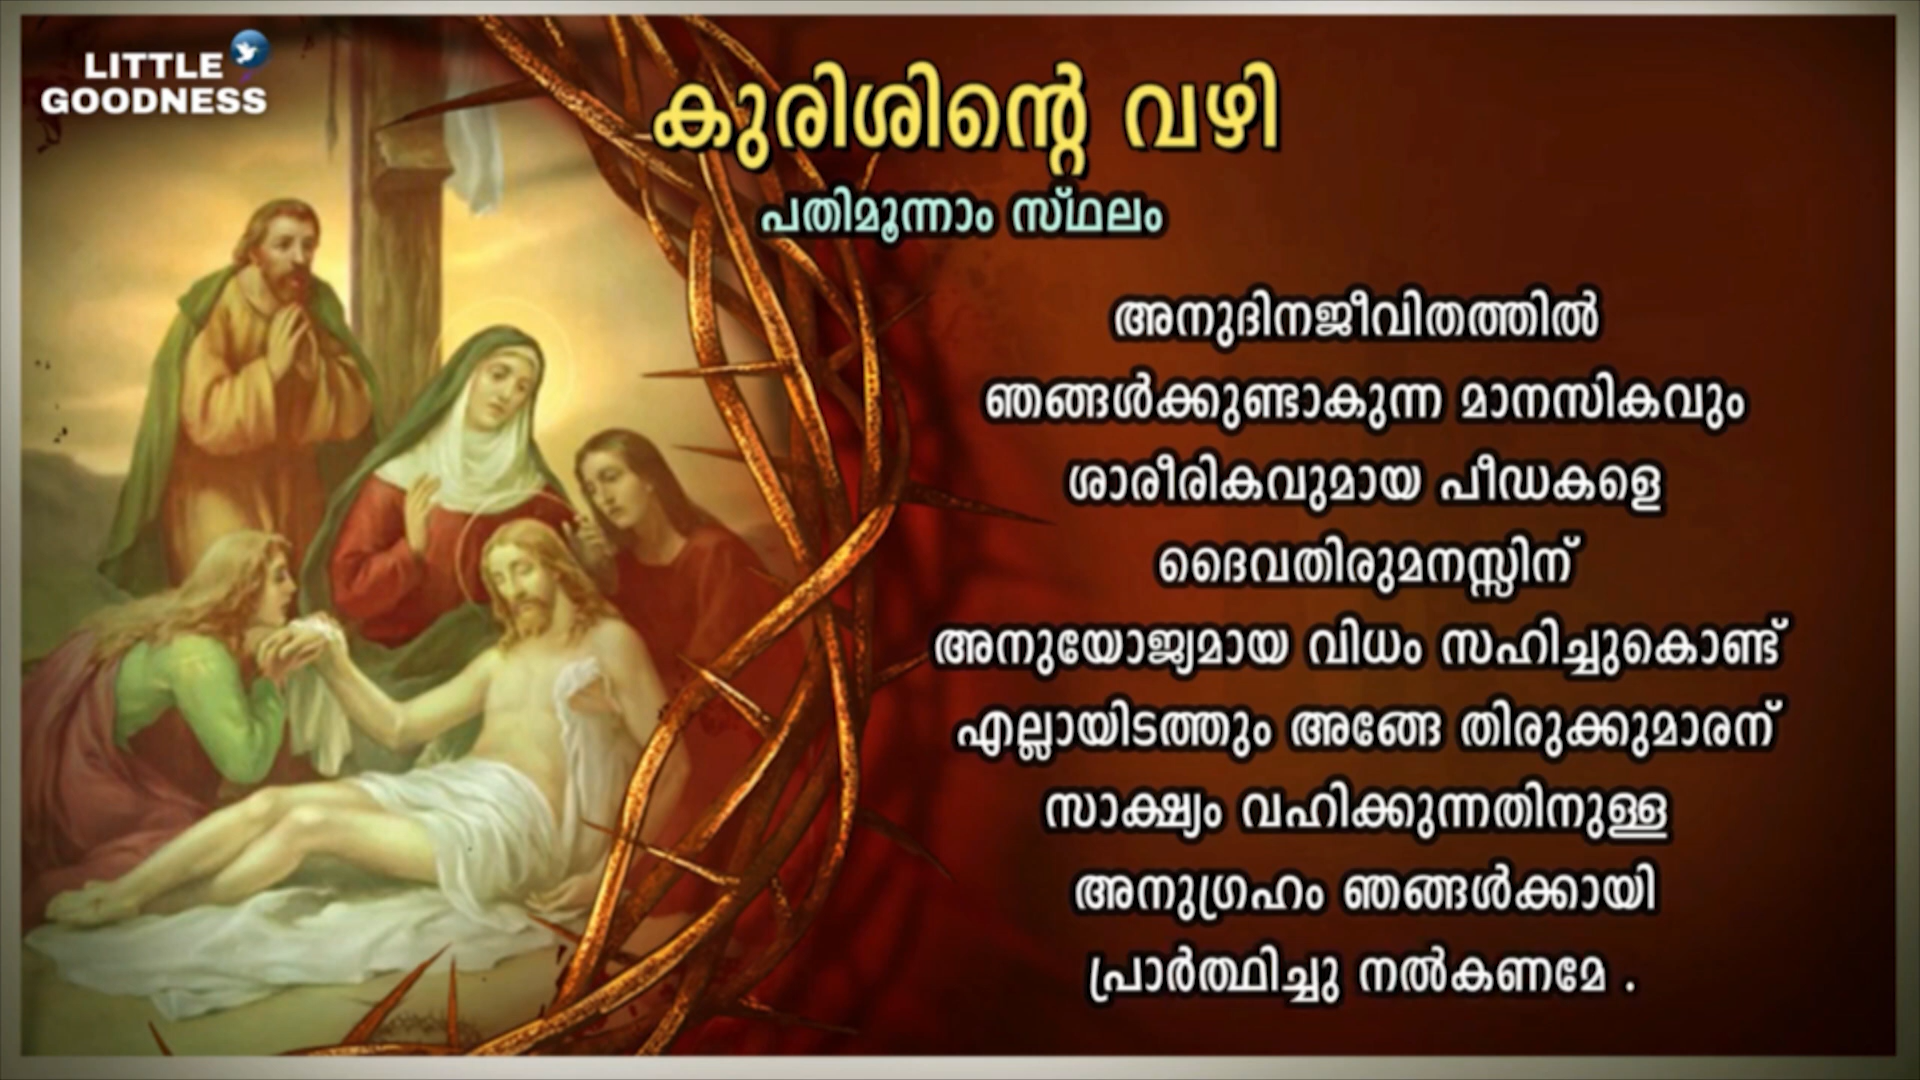 LITTLE
GOODNESS
കുരിശിന്റെ വഴി
പതിമൂന്നാം സ്ഥലം
അനുദിനജീവിതത്തിൽ
ഞങ്ങൾക്കുണ്ടാകുന്ന മാനസികവും
ശാരീരികവുമായ പീഡകളെ
ദൈവതിരുമനസ്സിന്
അനുയോജ്യമായ വിധം സഹിച്ചുകൊണ്ട്
എല്ലായിടത്തും അങ്ങേ തിരുക്കുമാരന്
സാക്ഷ്യം വഹിക്കുന്നതിനുള്ള
അനുഗ്രഹം ഞങ്ങൾക്കായി
പ്രാർത്ഥിച്ചു നൽകണമേ .